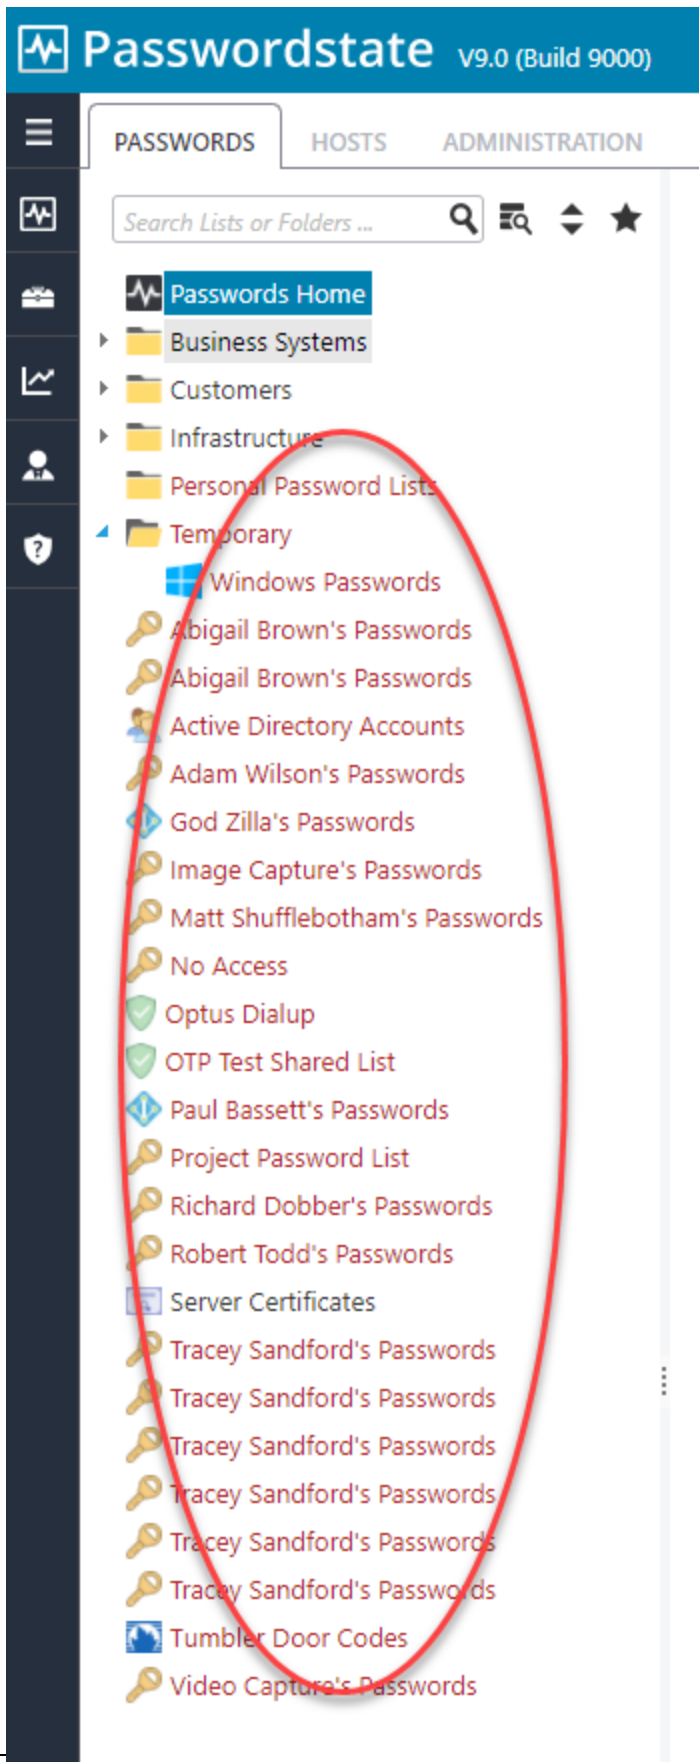 Passwordstate V9.0 (Build 9000)
PASSWORDS HOSTS ADMINISTRATION
Search Lists or Folders ...
Passwords Home
Business Systems
Customers
Infrastructure
Personal Password Lists
Temporary
Windows Passwords
Abigail Brown's Passwords
Abigail Brown's Passwords
Active Directory Accounts
Adam Wilson's Passwords
God Zilla's Passwords
Image Capture's Passwords
Matt Shufflebotham's Passwords
No Access
Optus Dialup
OTP Test Shared List
Paul Bassett's Passwords
Project Password List
Richard Dobber's Passwords
Robert Todd's Passwords
Server Certificates
Tracey Sandford's Passwords
Tracey Sandford's Passwords
Tracey Sandford's Passwords
Tracey Sandford's Passwords
Tracey Sandford's Passwords
Tracey Sandford's Passwords
Tumbler Door Codes
Video Capture's Passwords